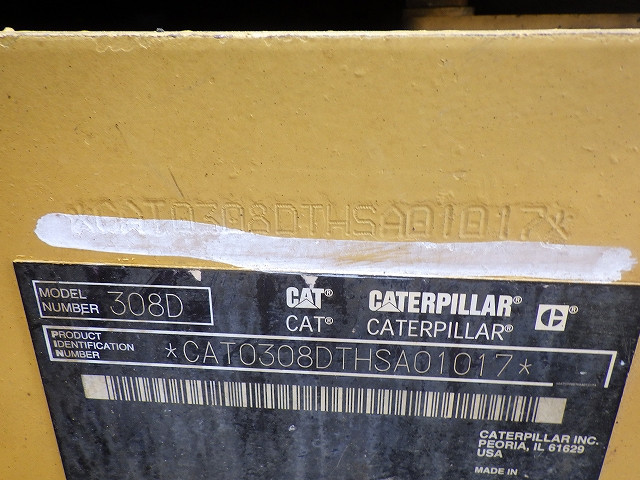 *CAT0308DTHSA01017*
MODEL NUMBER 308D
CAT® CATERPILLAR® C
CAT® CATERPILLAR®
PRODUCT IDENTIFICATION NUMBER *CAT0308DTHSA01017*
CATERPILLAR INC.
PEORIA, IL 61629
USA
MADE IN